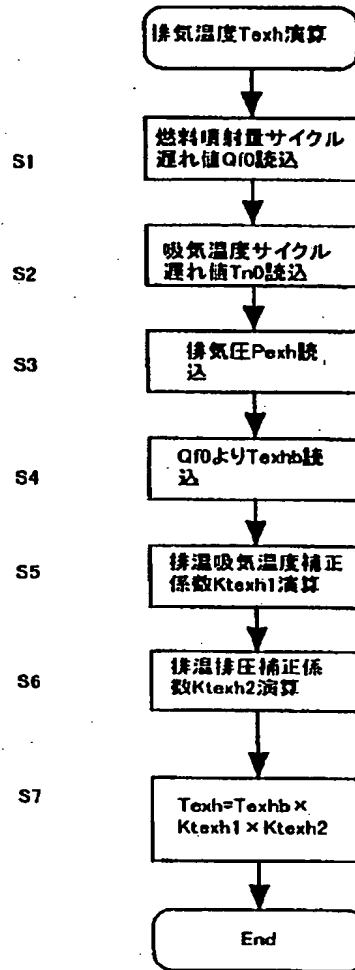 排気温度Texh演算
S1
燃料噴射量サイクル
遅れ値Qf0読込
S2
吸気温度サイクル
遅れ値Tn0読込
S3
排気圧Pexh読
込
S4
Qf0よりTexhb読
込
S5
排温吸気温度補正
係数Ktexh1演算
S6
排温排圧補正係
数Ktexh2演算
S7
Texh=Texhb×
Ktexh1×Ktexh2
End